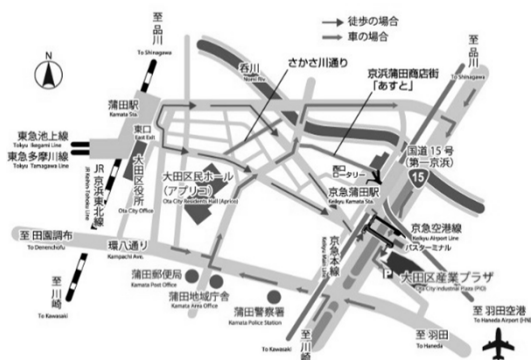 至 品川
To Shinagawa
N
徒歩の場合
車の場合
呑川
Nomi Riv.
さかさ川通り
京浜蒲田商店街
「あすと」
至 品川
To Shinagawa
蒲田駅
Kamata Sta.
東口
East Exit
東急池上線
Tokyu Ikegami Line
東急多摩川線
Tokyu Tamagawa Line
JR 京浜東北線
JR Keihin Tohoku Line
大田区役所
Ota City Office
大田区民ホール
(アプリコ)
Ota City Residents Hall (Aprico)
西口
ロータリー
国道 15号
(第一京浜)
15
京急蒲田駅
Keikyu Kamata Sta.
京急空港線
Keikyu Airport Line
バスターミナル
京急本線
Keikyu Main Line
P
大田区産業プラザ
Ota City Industrial Plaza (PiO)
至 田園調布
To Denenchofu
環八通り
Kampachi Ave.
蒲田郵便局
Kamata Post Office
蒲田地域庁舎
Kamata Area Office
蒲田警察署
Kamata Police Station
至 川崎
To Kawasaki
至 川崎
To Kawasaki
至 羽田
To Haneda
至 羽田空港
To Haneda Airport (HND)